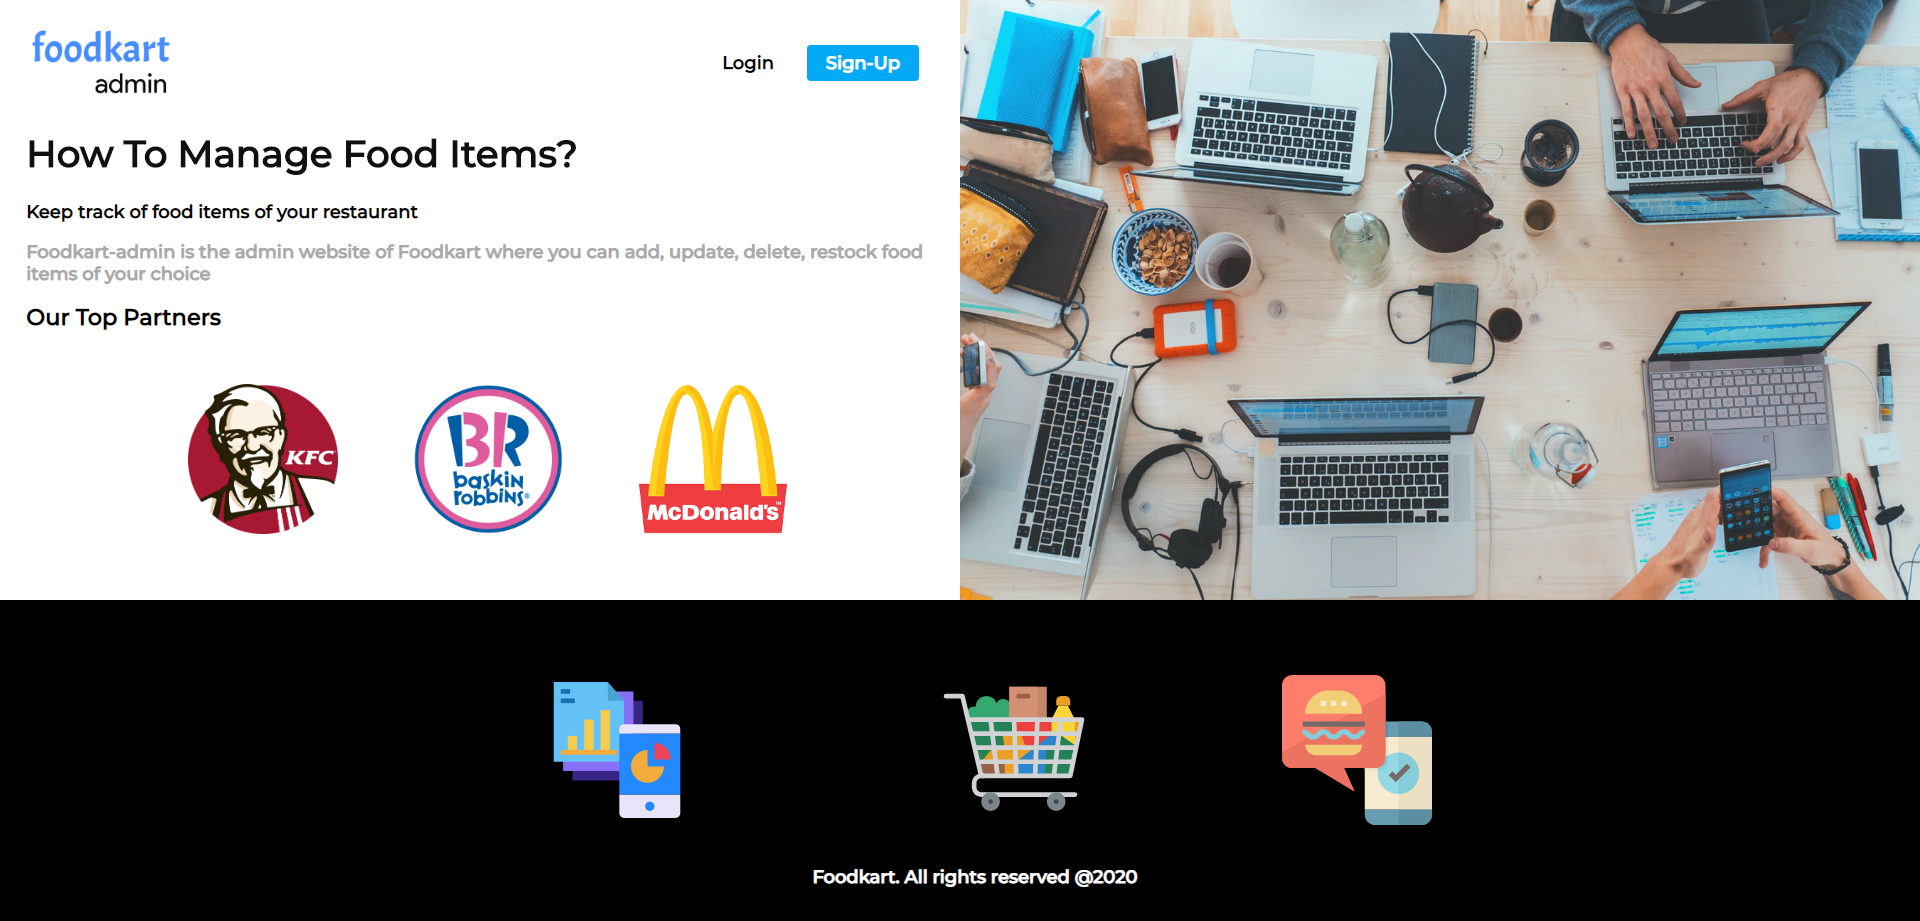 foodkart
admin
Login
Sign-Up
How To Manage Food Items?
Keep track of food items of your restaurant
Foodkart-admin is the admin website of Foodkart where you can add, update, delete, restock food
items of your choice
Our Top Partners
KFC
BR
baskin
robbins®
McDonald's™
Foodkart. All rights reserved @2020